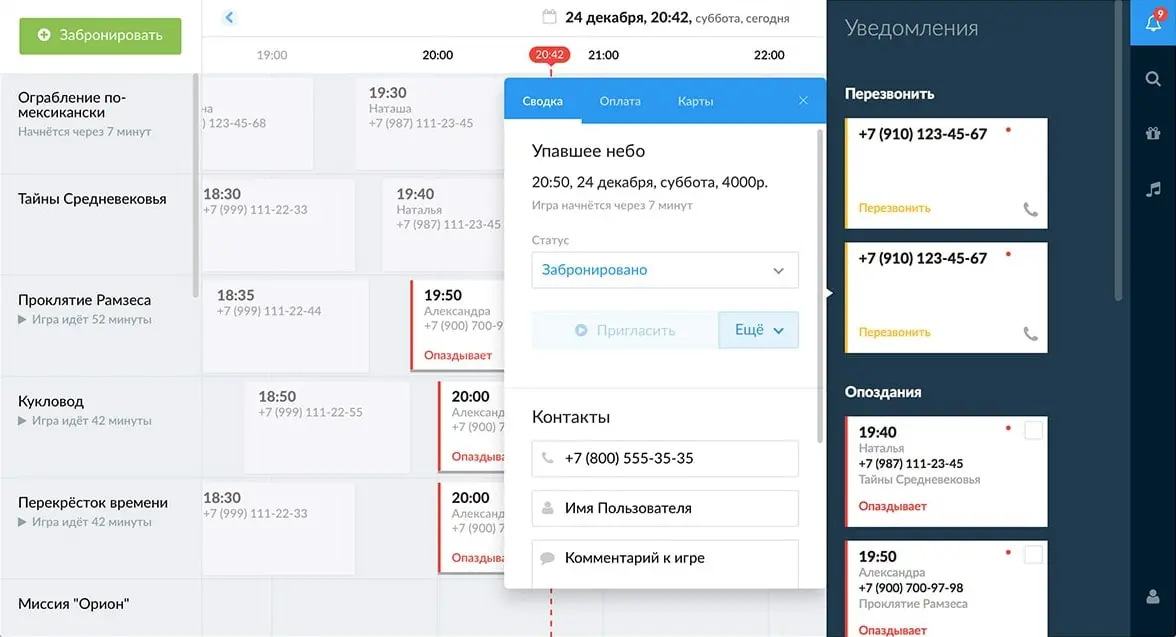 Забронировать
24 декабря, 20:42, суббота, сегодня
19:00
20:00
20:42
21:00
22:00
Ограбление по-
мексикански
Начнётся через 7 минут
на
) 123-45-68
19:30
Наташа
+7 (987) 111-23-45
Тайны Средневековья
18:30
+7 (999) 111-22-33
19:40
Наталья
+7 (987) 111-23-45
Проклятие Рамзеса
Игра идёт 52 минуты
18:35
+7 (999) 111-22-44
19:50
Александра
+7 (900) 700-9
Опаздывает
Кукловод
Игра идёт 42 минуты
18:50
+7 (999) 111-22-55
20:00
Александ
+7 (900) 7
Опаздыва
Перекрёсток времени
Игра идёт 42 минуты
18:30
+7 (999) 111-22-33
20:00
Александ
+7 (900) 7
Опаздыва
Миссия "Орион"
Сводка
Оплата
Карты
Упавшее небо
20:50, 24 декабря, суббота, 4000р.
Игра начнётся через 7 минут
Статус
Забронировано
Пригласить
Ещё
Контакты
+7 (800) 555-35-35
Имя Пользователя
Комментарий к игре
Уведомления
9
Перезвонить
+7 (910) 123-45-67
Перезвонить
+7 (910) 123-45-67
Перезвонить
Опоздания
19:40
Наталья
+7 (987) 111-23-45
Тайны Средневековья
Опаздывает
19:50
Александра
+7 (900) 700-97-98
Проклятие Рамзеса
Опаздывает